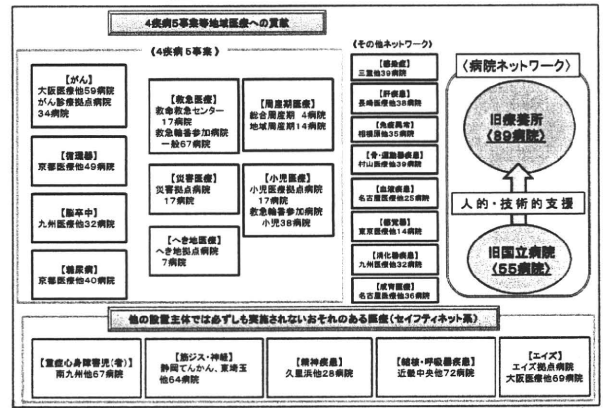 4疾病5事業等地域医療への貢献
(4疾病5事業)
【がん】
大阪医療他59病院
がん診療拠点病院
34病院
【循環器】
京都医療他49病院
【脳卒中】
九州医療他32病院
【糖尿病】
京都医療他40病院
【救急医療】
救命救急センター
17病院
救急輪番参加病院
一般67病院
【災害医療】
災害拠点病院
17病院
【へき地医療】
へき地拠点病院
7病院
【周産期医療】
総合周産期 4病院
地域周産期14病院
【小児医療】
小児医療拠点病院
17病院
救急輪番参加病院
小児38病院
(その他ネットワーク)
【感染症】
三重他39病院
【肝疾患】
長崎医療他38病院
【免疫異常】
相模原他35病院
【骨・運動器疾患】
村山医療他39病院
【血液疾患】
名古屋医療他25病院
【感覚器】
東京医療他14病院
【消化器疾患】
九州医療他32病院
【成育医療】
名古屋医療他36病院
〈病院ネットワーク〉
旧療養所
(89病院)
人的・技術的支援
旧国立病院
(55病院)
他の設置主体では必ずしも実施されないおそれのある医療(セイフティネット系)
【重症心身障害児(者)】
南九州他67病院
【筋ジス・神経】
静岡てんかん、東埼玉
他64病院
【精神疾患】
久里浜他28病院
【結核・呼吸器疾患】
近畿中央他72病院
【エイズ】
エイズ拠点病院
大阪医療他69病院